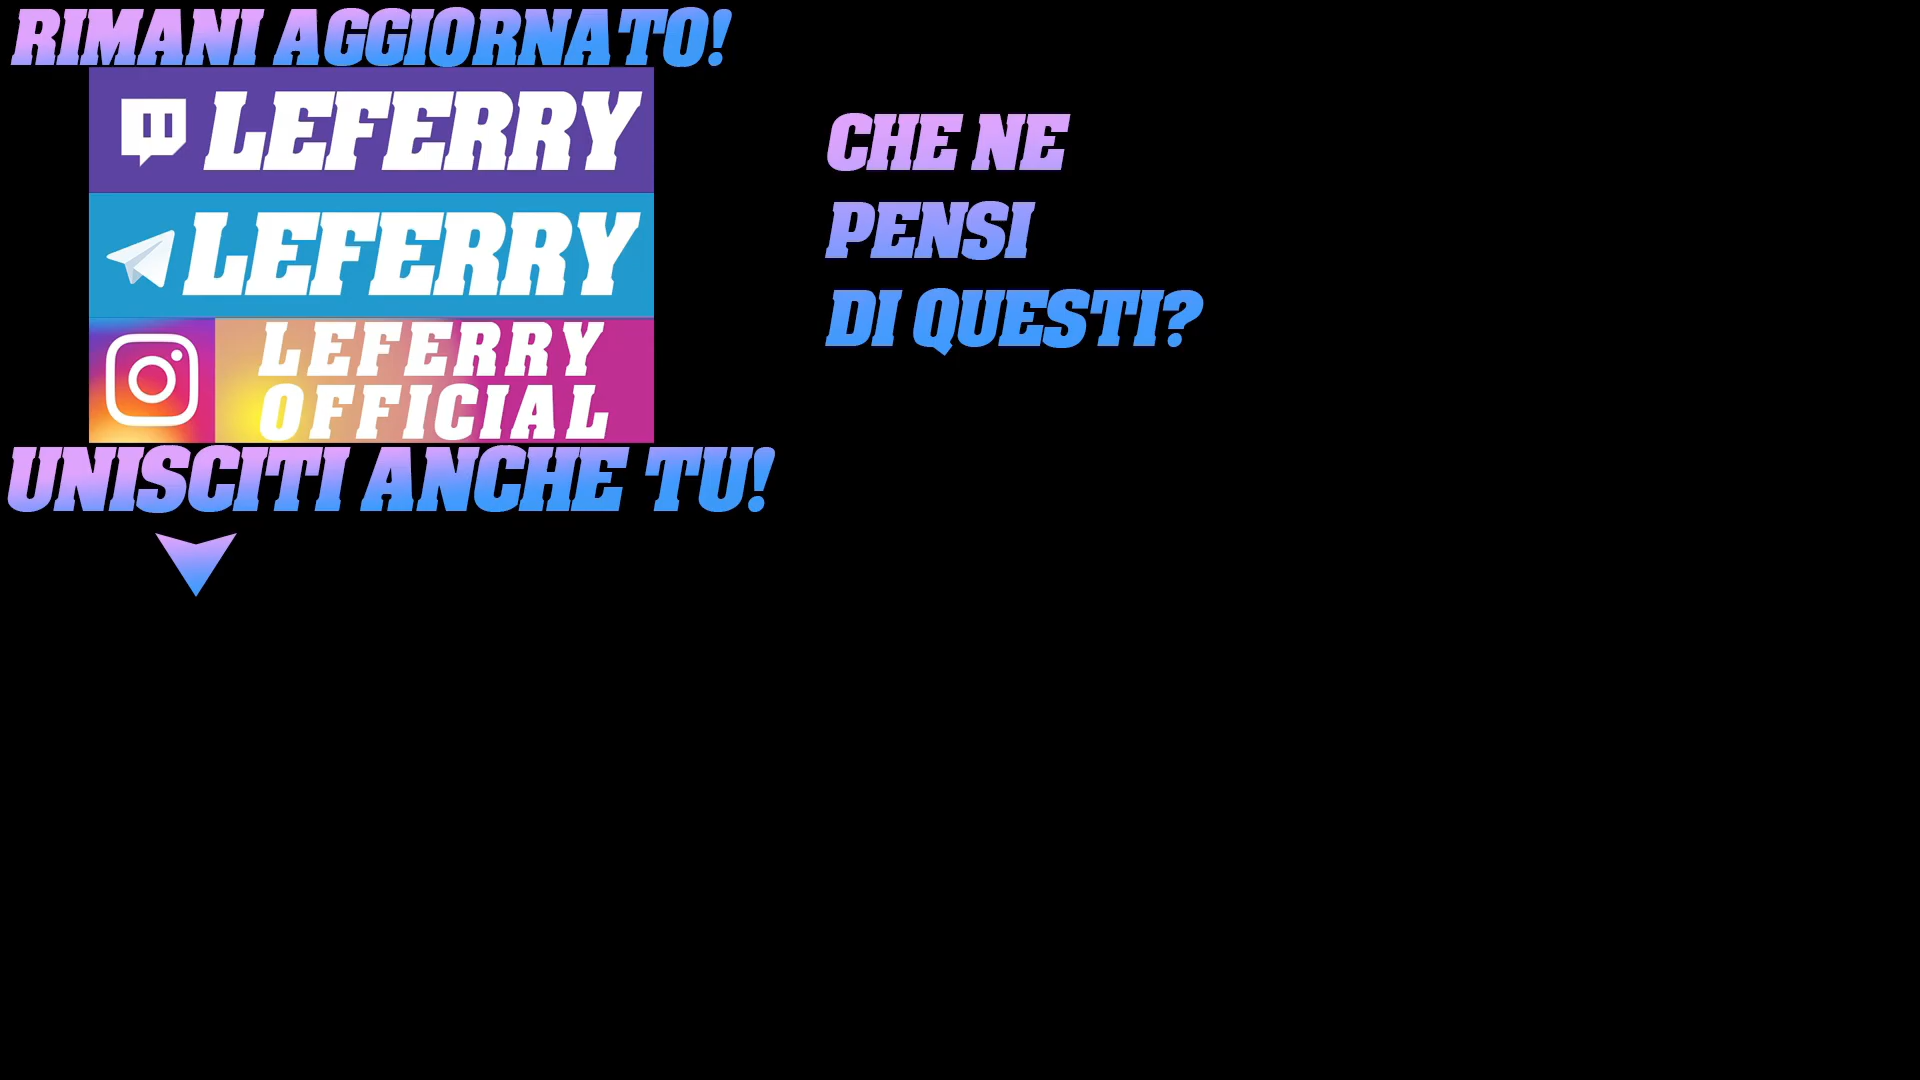 RIMANI AGGIORNATO!
LEFERRY
LEFERRY
LEFERRY
OFFICIAL
UNISCITI ANCHE TU!
CHE NE
PENSI
DI QUESTI?